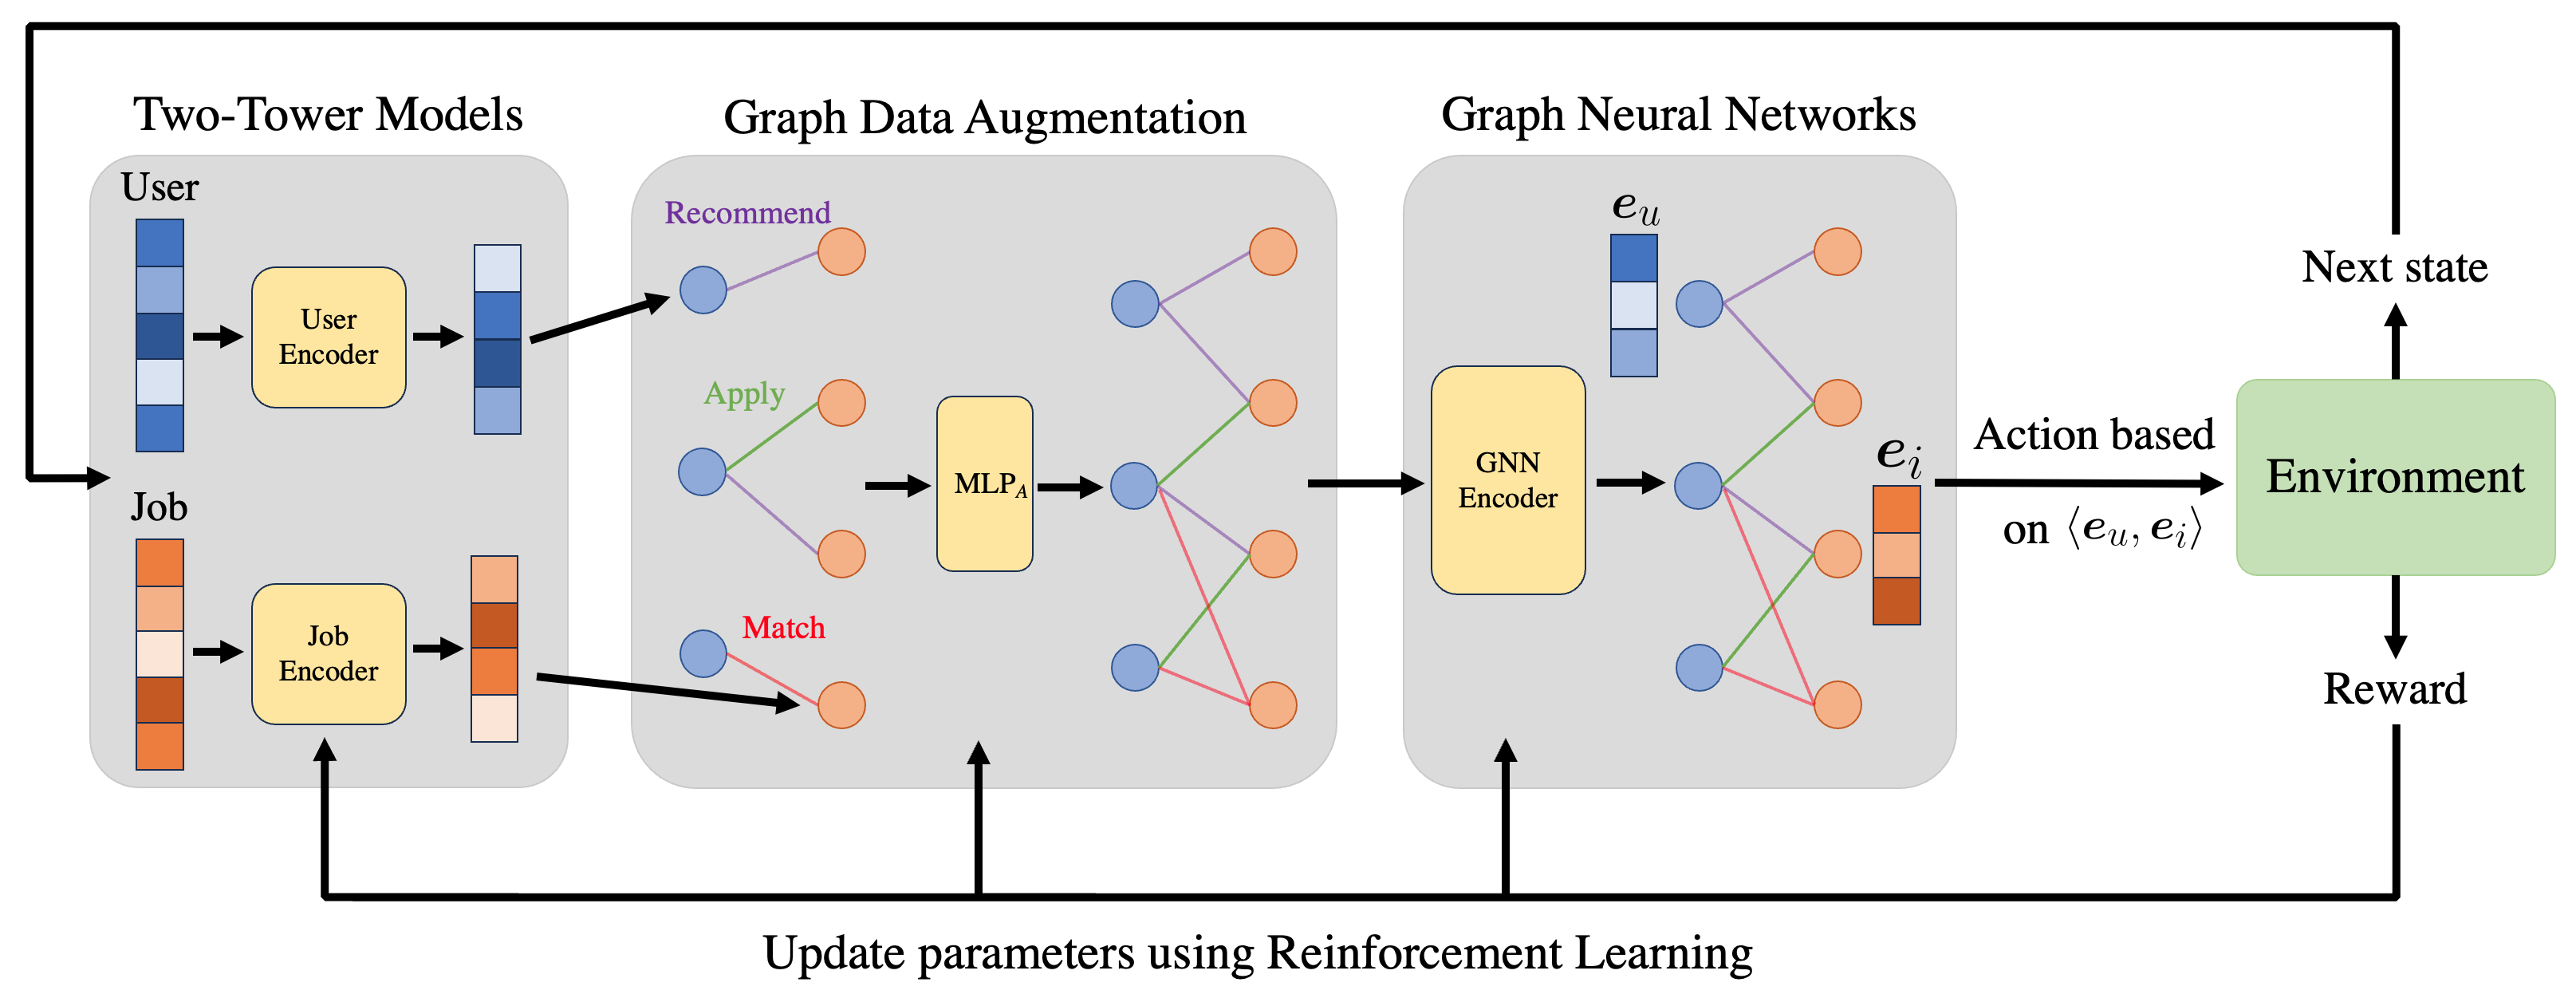 Two-Tower Models
Graph Data Augmentation
Graph Neural Networks
User
User
Encoder
Job
Job
Encoder
Recommend
Apply
Match
MLP_A
GNN
Encoder
e_u
e_i
Action based
on ⟨e_u, e_i⟩
Next state
Environment
Reward
Update parameters using Reinforcement Learning